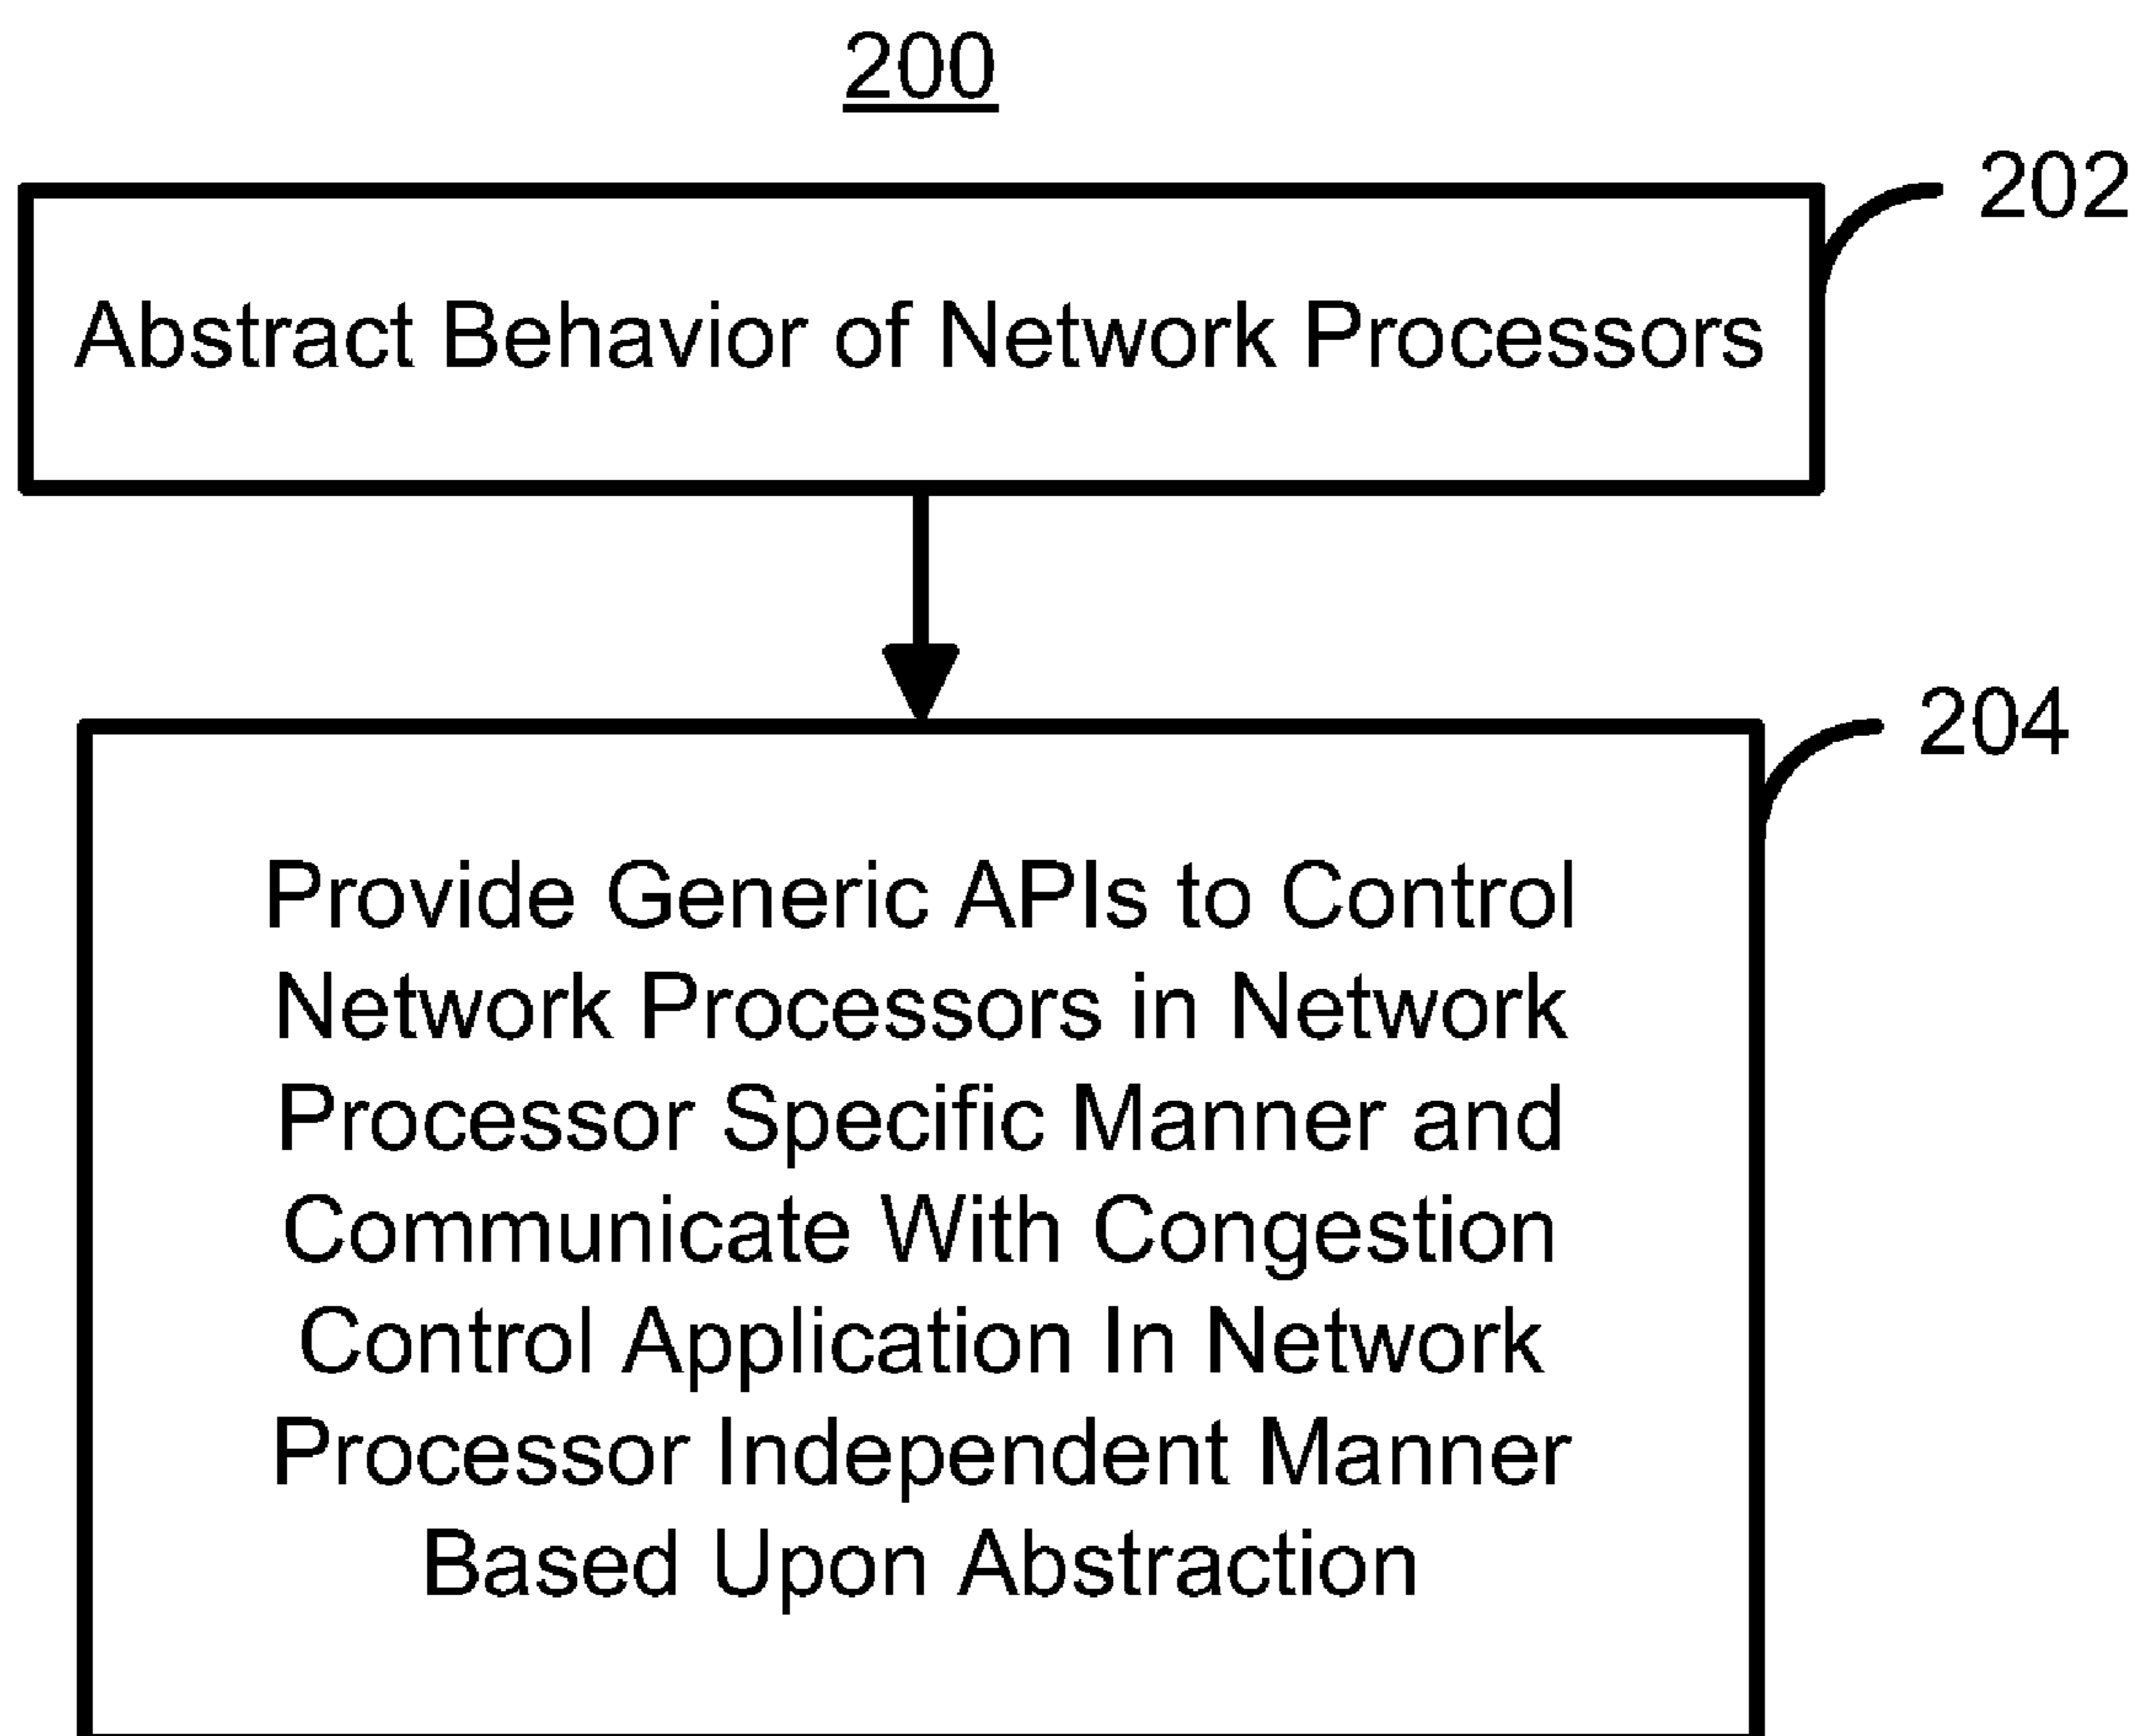 200
202
Abstract Behavior of Network Processors
204
Provide Generic APIs to Control
Network Processors in Network
Processor Specific Manner and
Communicate With Congestion
Control Application In Network
Processor Independent Manner
Based Upon Abstraction